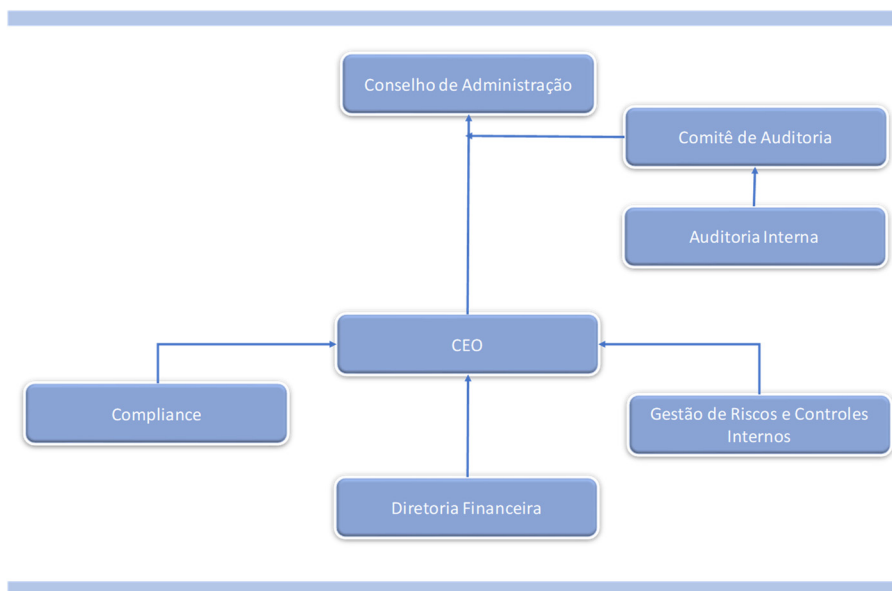 Conselho de Administração
Comitê de Auditoria
Auditoria Interna
CEO
Compliance
Gestão de Riscos e Controles
Internos
Diretoria Financeira